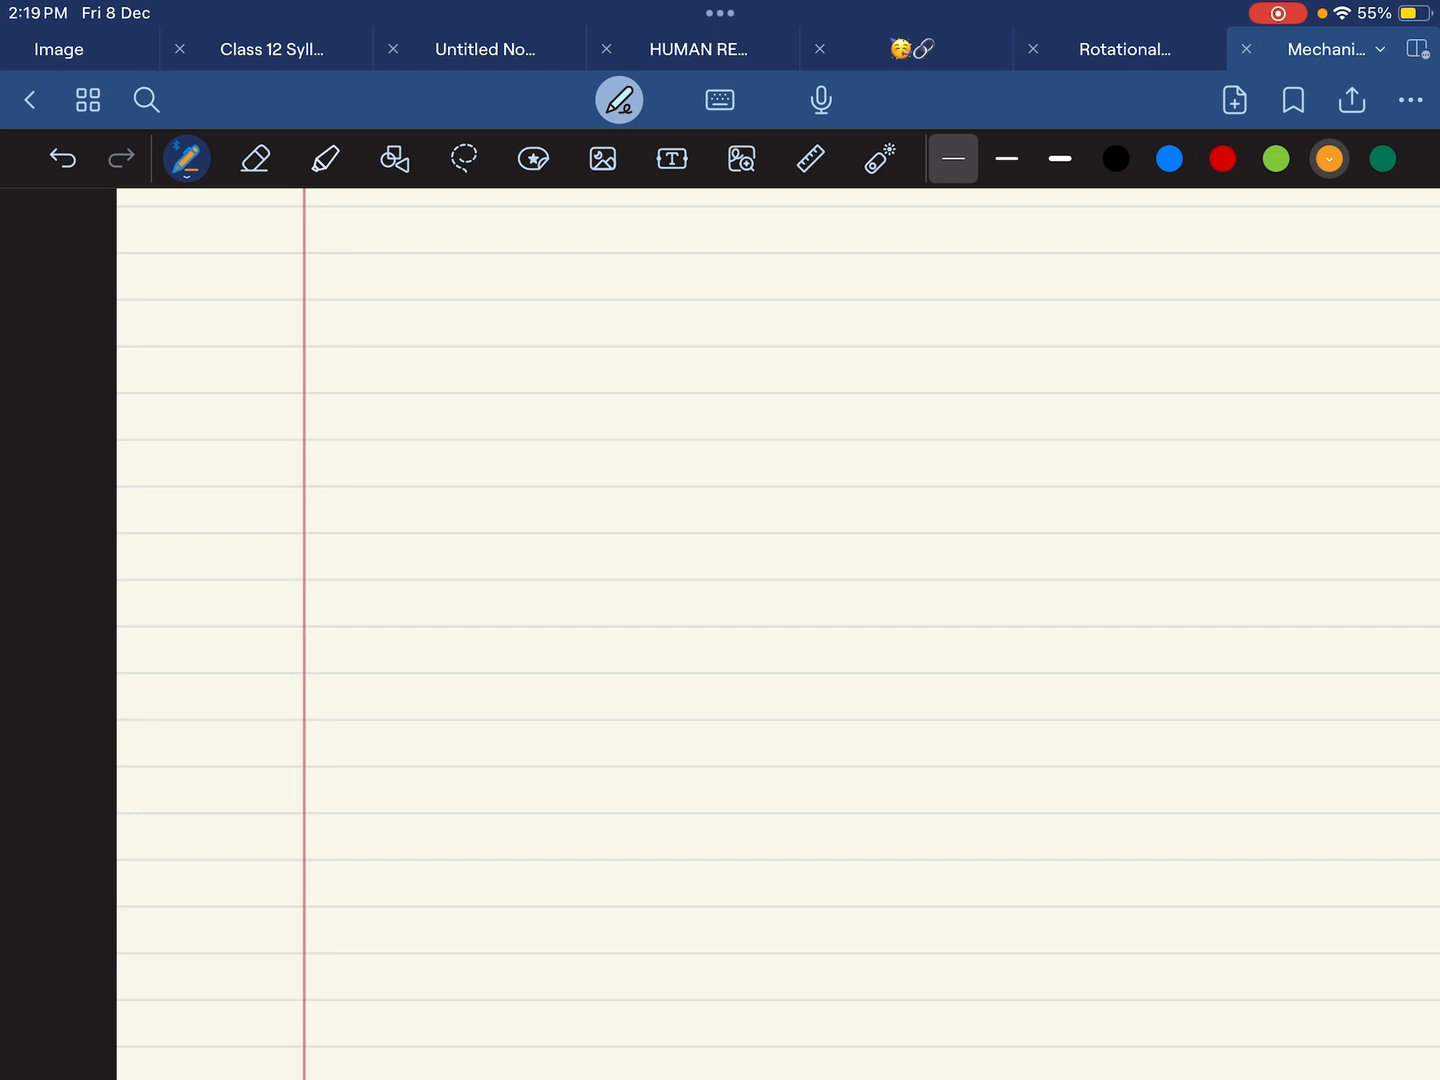 2:19 PM Fri 8 Dec 55%
Image Class 12 Syll... Untitled No... HUMAN RE... 🥳🔗 Rotational... Mechani...
T